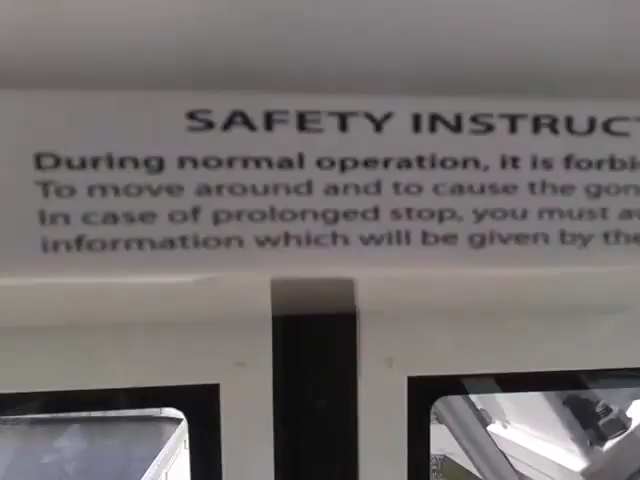 SAFETY INSTRUC
During normal operation, it is forbi
To move around and to cause the gon
In case of prolonged stop, you must a
information which will be given by the